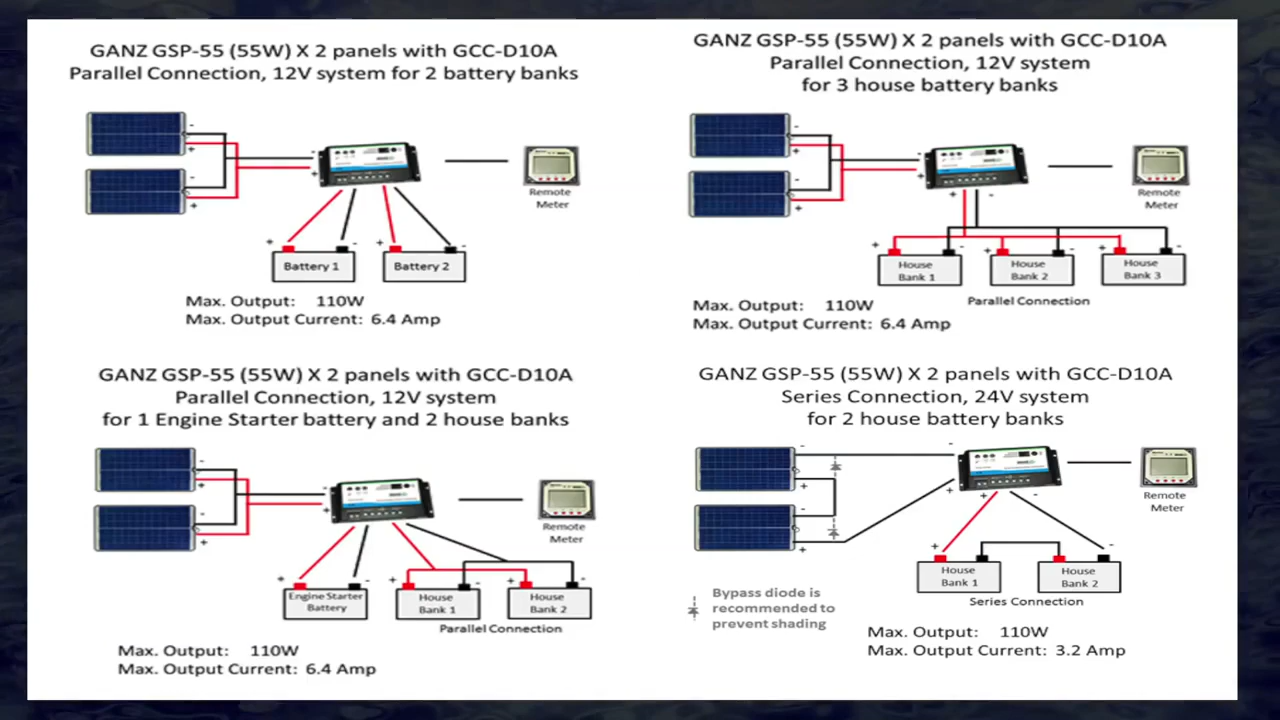 GANZ GSP-55 (55W) X 2 panels with GCC-D10A
Parallel Connection, 12V system for 2 battery banks
-
+
-
+
-
+
Remote
Meter
+
-
+
-
Battery 1
Battery 2
Max. Output: 110W
Max. Output Current: 6.4 Amp
GANZ GSP-55 (55W) X 2 panels with GCC-D10A
Parallel Connection, 12V system
for 3 house battery banks
-
+
-
+
-
+
Remote
Meter
+
-
+
-
+
-
+
-
House
Bank 1
House
Bank 2
House
Bank 3
Parallel Connection
Max. Output: 110W
Max. Output Current: 6.4 Amp
GANZ GSP-55 (55W) X 2 panels with GCC-D10A
Parallel Connection, 12V system
for 1 Engine Starter battery and 2 house banks
-
+
-
+
-
+
Remote
Meter
+
-
+
-
+
-
Engine Starter
Battery
House
Bank 1
House
Bank 2
Parallel Connection
Max. Output: 110W
Max. Output Current: 6.4 Amp
GANZ GSP-55 (55W) X 2 panels with GCC-D10A
Series Connection, 24V system
for 2 house battery banks
-
+
-
+
-
+
+
-
Remote
Meter
+
-
House
Bank 1
House
Bank 2
Series Connection
Bypass diode is
recommended to
prevent shading
Max. Output: 110W
Max. Output Current: 3.2 Amp